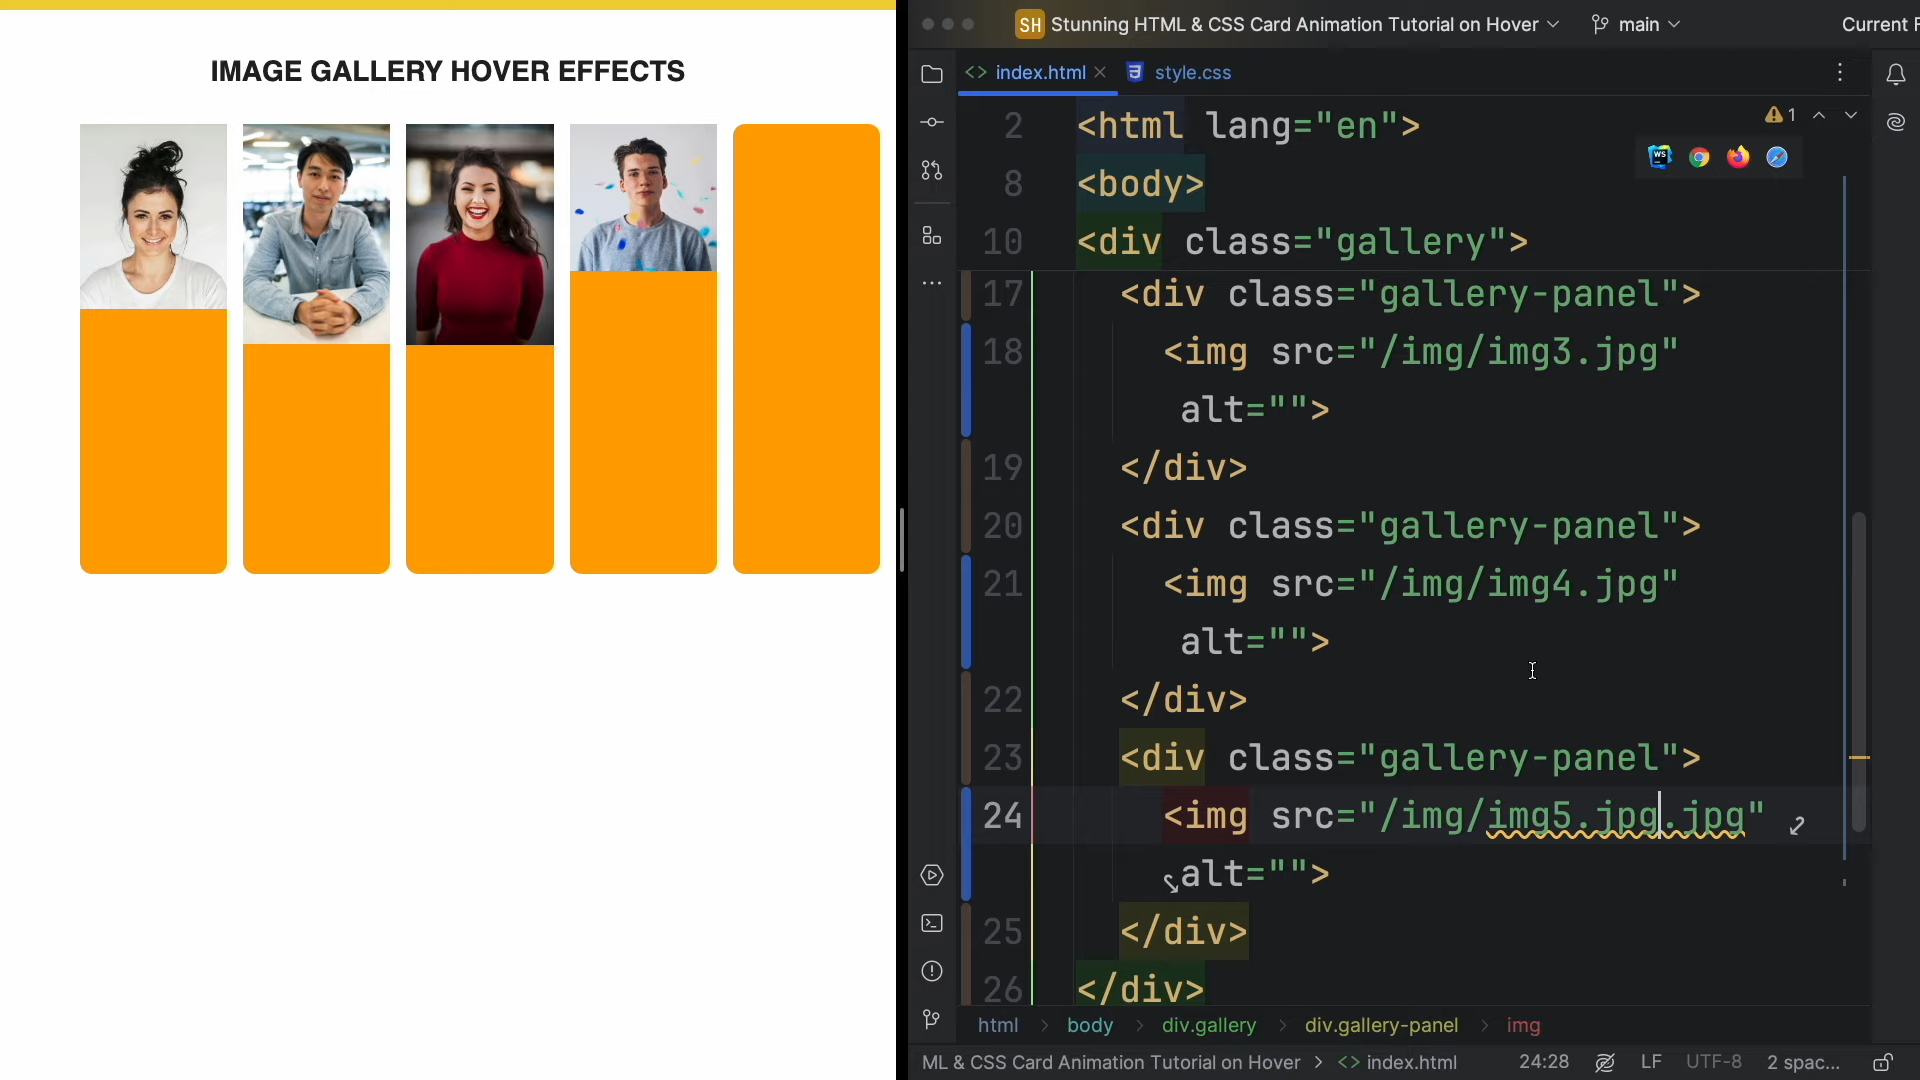 IMAGE GALLERY HOVER EFFECTS
SH Stunning HTML & CSS Card Animation Tutorial on Hover
main
Current F
index.html
style.css
1
WS
2 <html lang="en">
8 <body>
10 <div class="gallery">
17 <div class="gallery-panel">
18 <img src="/img/img3.jpg"
alt="">
19 </div>
20 <div class="gallery-panel">
21 <img src="/img/img4.jpg"
alt="">
22 </div>
23 <div class="gallery-panel">
24 <img src="/img/img5.jpg.jpg"
alt="">
25 </div>
26 </div>
html > body > div.gallery > div.gallery-panel > img
ML & CSS Card Animation Tutorial on Hover > <> index.html 24:28 LF UTF-8 2 spac...